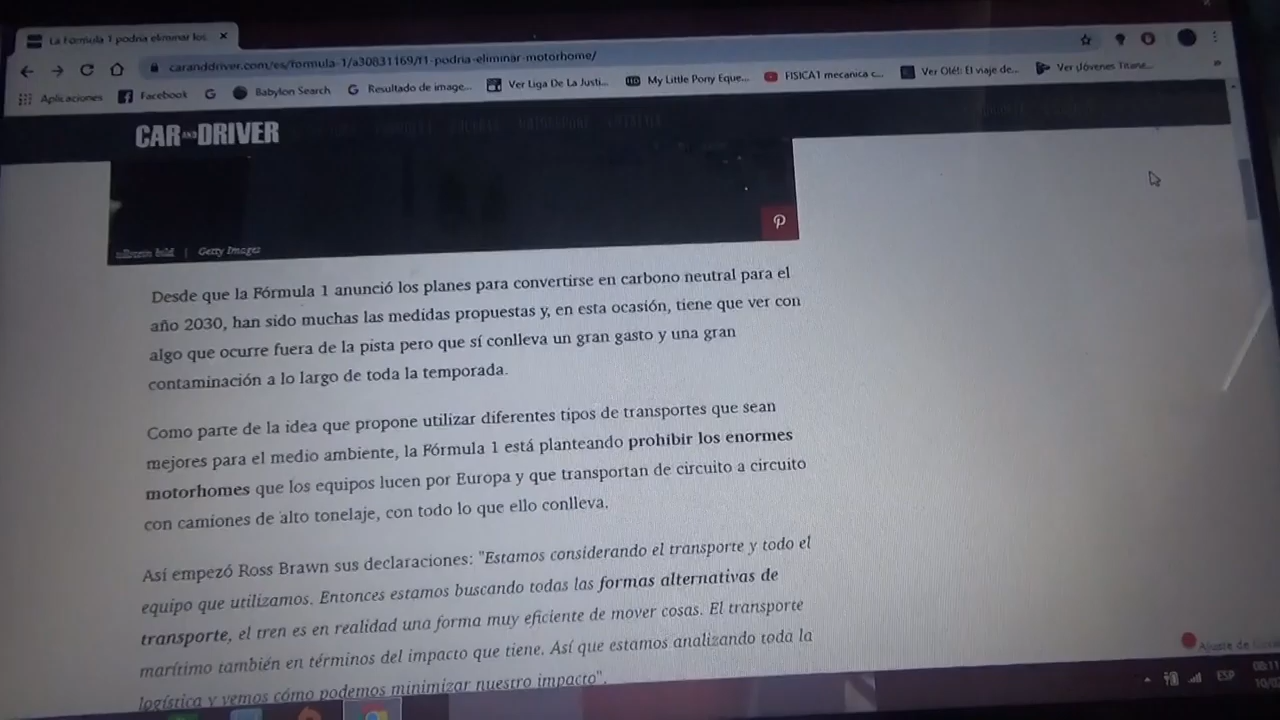 La Fórmula 1 podría eliminar los
caranddriver.com/es/formula-1/a30831169/f1-podria-eliminar-motorhome/
Aplicaciones Facebook Babylon Search Resultado de image... Ver Liga De La Justi... My Little Pony Eque... FISICA1 mecanica c... Ver Olé!: El viaje de... Ver Jóvenes Titane...
CAR AND DRIVER
ullstein bild | Getty Images
Desde que la Fórmula 1 anunció los planes para convertirse en carbono neutral para el
año 2030, han sido muchas las medidas propuestas y, en esta ocasión, tiene que ver con
algo que ocurre fuera de la pista pero que sí conlleva un gran gasto y una gran
contaminación a lo largo de toda la temporada.
Como parte de la idea que propone utilizar diferentes tipos de transportes que sean
mejores para el medio ambiente, la Fórmula 1 está planteando prohibir los enormes
motorhomes que los equipos lucen por Europa y que transportan de circuito a circuito
con camiones de alto tonelaje, con todo lo que ello conlleva.
Así empezó Ross Brawn sus declaraciones: "Estamos considerando el transporte y todo el
equipo que utilizamos. Entonces estamos buscando todas las formas alternativas de
transporte, el tren es en realidad una forma muy eficiente de mover cosas. El transporte
marítimo también en términos del impacto que tiene. Así que estamos analizando toda la
logística y vemos cómo podemos minimizar nuestro impacto".
Ajuste de
ESP